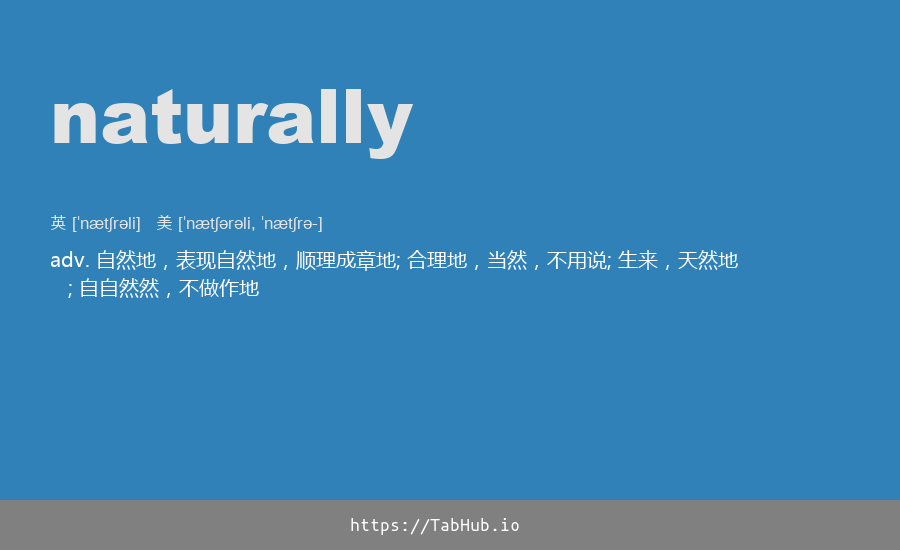 naturally
英 [ˈnætʃrəli] 美 [ˈnætʃərəli, ˈnætʃrə-]
adv. 自然地，表现自然地，顺理成章地; 合理地，当然，不用说; 生来，天然地
; 自自然然，不做作地
https://TabHub.io